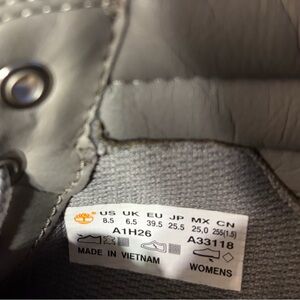 US UK EU JP MX CN
8.5 6.5 39.5 25.5 25,0 255(1.5)
A1H26 A33118
MADE IN VIETNAM WOMENS